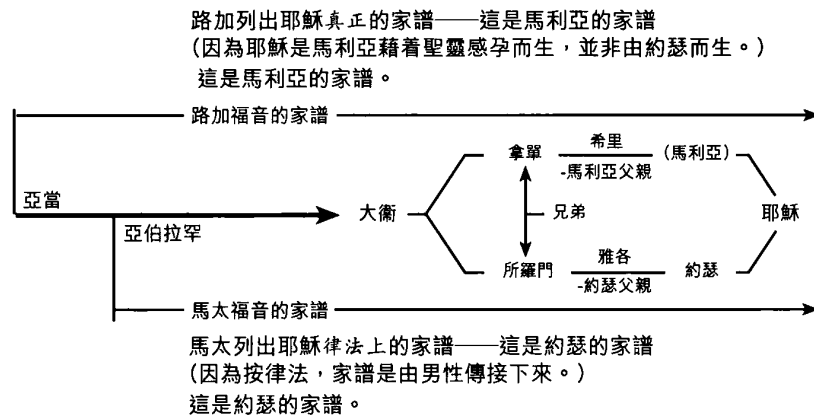 路加列出耶穌真正的家譜——這是馬利亞的家譜
(因為耶穌是馬利亞藉着聖靈感孕而生，並非由約瑟而生。)
這是馬利亞的家譜。
路加福音的家譜
拿單
希里
-馬利亞父親
(馬利亞)
亞當
亞伯拉罕
大衞
兄弟
耶穌
所羅門
雅各
-約瑟父親
約瑟
馬太福音的家譜
馬太列出耶穌律法上的家譜——這是約瑟的家譜
(因為按律法，家譜是由男性傳接下來。)
這是約瑟的家譜。